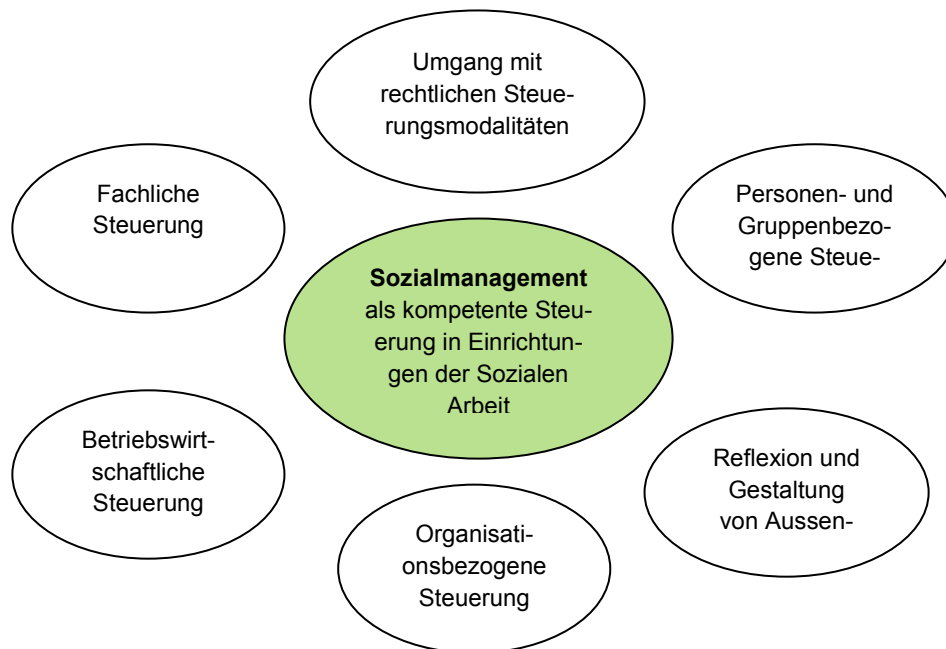 Umgang mit
rechtlichen Steue-
rungsmodalitäten
Fachliche
Steuerung
Personen- und
Gruppenbezo-
gene Steue-
Sozialmanagement
als kompetente Steu-
erung in Einrichtun-
gen der Sozialen
Arbeit
Betriebswirt-
schaftliche
Steuerung
Reflexion und
Gestaltung
von Aussen-
Organisati-
onsbezogene
Steuerung